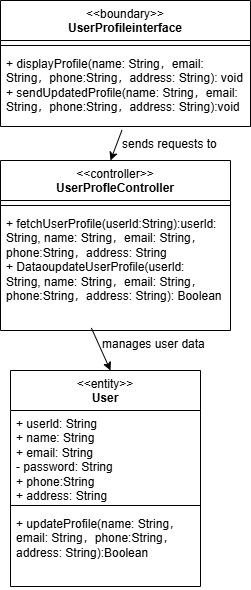 <<boundary>>
UserProfileinterface
+ displayProfile(name: String, email:
String, phone:String, address: String): void
+ sendUpdatedProfile(name: String, email:
String, phone:String, address: String):void
sends requests to
<<controller>>
UserProfleController
+ fetchUserProfile(userId:String):userId:
String, name: String, email: String,
phone:String, address: String
+ DataoupdateUserProfile(userId:
String, name: String, email: String,
phone:String, address: String): Boolean
manages user data
<<entity>>
User
+ userId: String
+ name: String
+ email: String
- password: String
+ phone:String
+ address: String
+ updateProfile(name: String,
email: String, phone:String,
address: String):Boolean